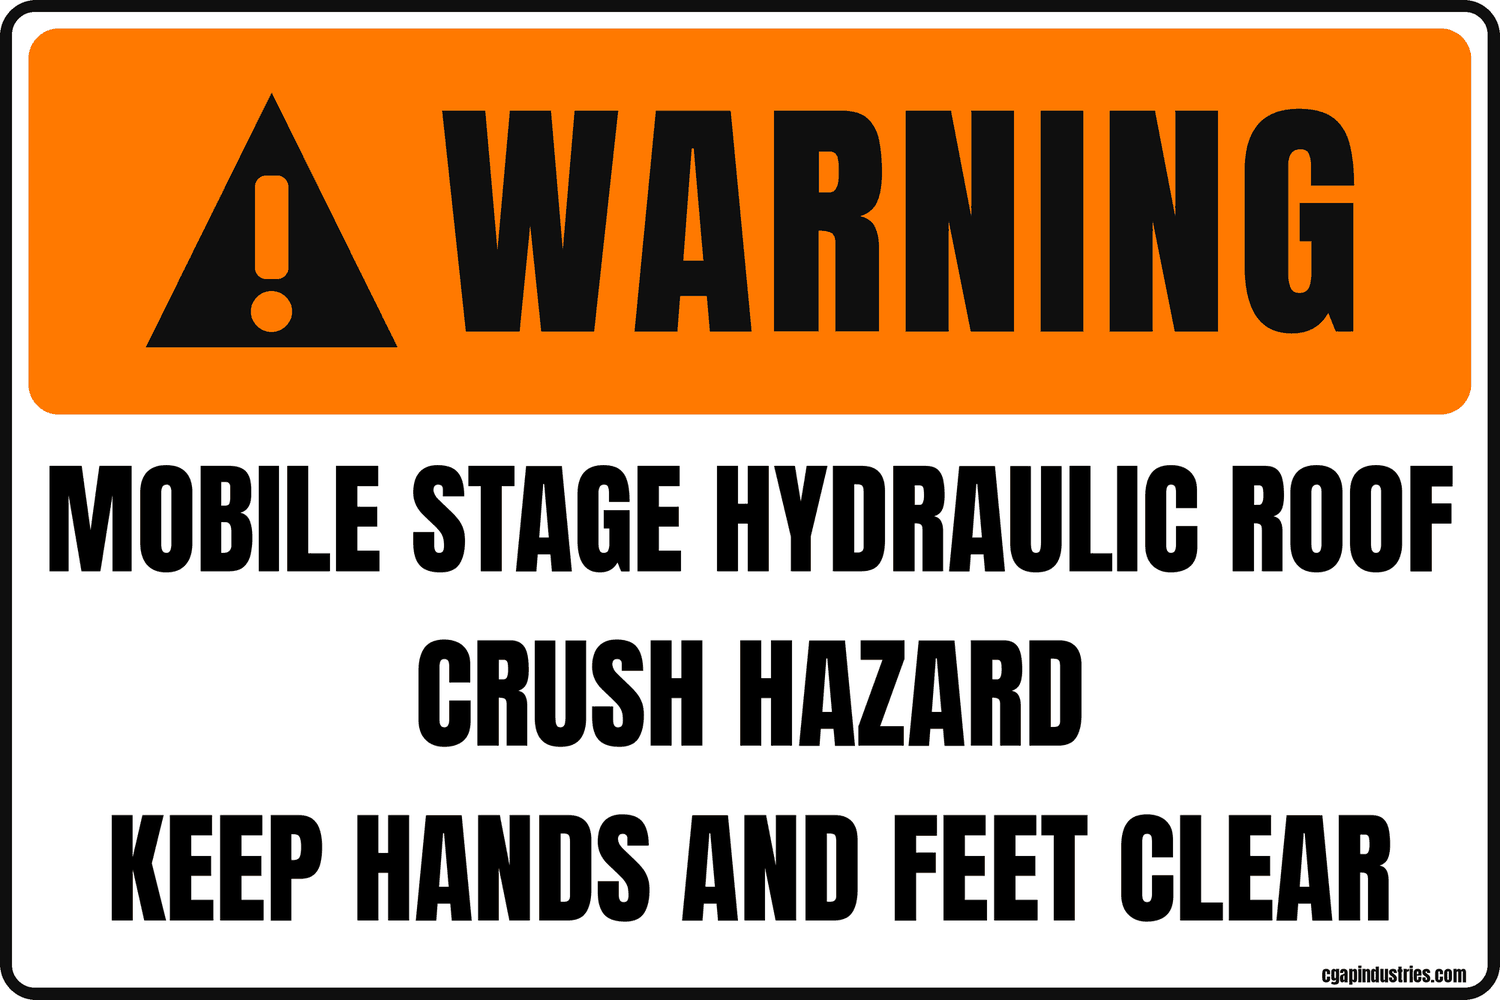 WARNING
MOBILE STAGE HYDRAULIC ROOF
CRUSH HAZARD
KEEP HANDS AND FEET CLEAR
cgapindustries.com